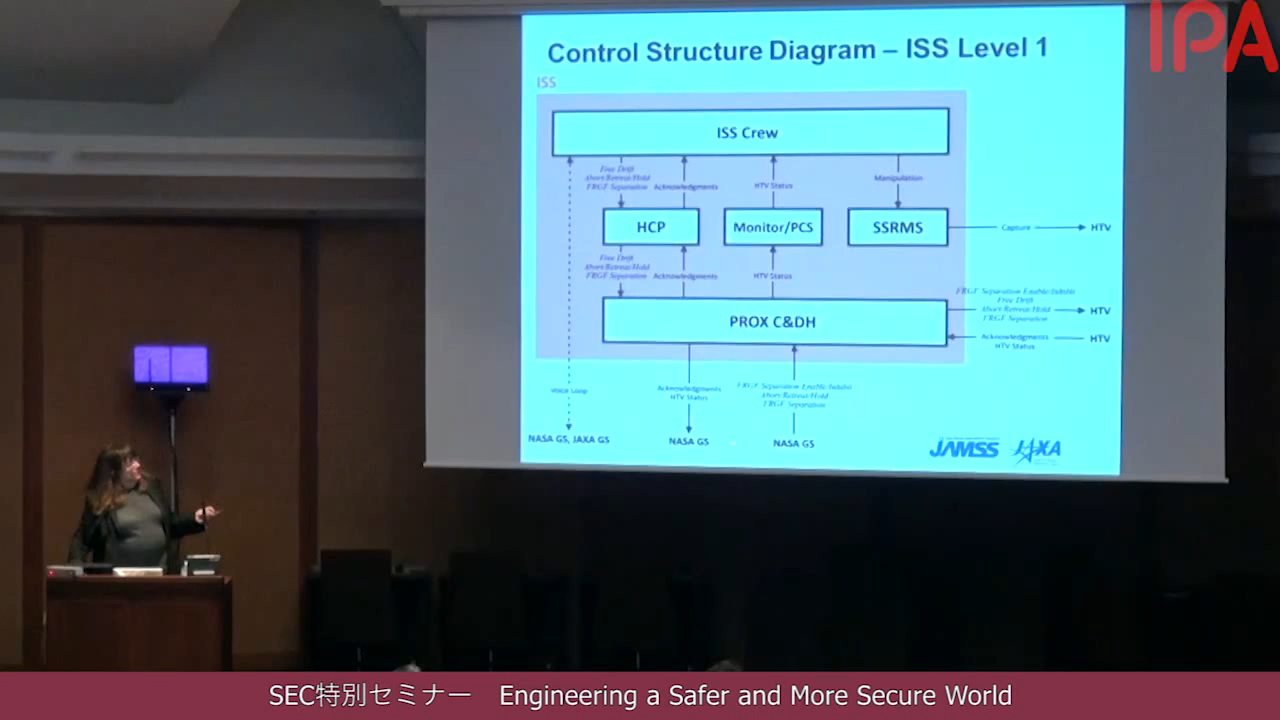 IPA
Control Structure Diagram – ISS Level 1
ISS
ISS Crew
Free Drift
Abort/Retreat/Hold
FRGF Separation
Acknowledgments
HTV Status
Manipulation
HCP
Monitor/PCS
SSRMS
Capture
HTV
Free Drift
Abort/Retreat/Hold
FRGF Separation
Acknowledgments
HTV Status
FRGF Separation Enable/Inhibit
Free Drift
Abort/Retreat/Hold
FRGF Separation
HTV
PROX C&DH
Acknowledgments
HTV Status
HTV
Voice Loop
Acknowledgments
HTV Status
FRGF Separation Enable/Inhibit
Abort/Retreat/Hold
FRGF Separation
NASA GS, JAXA GS
NASA GS
NASA GS
JAMSS
JAXA
SEC特別セミナー Engineering a Safer and More Secure World